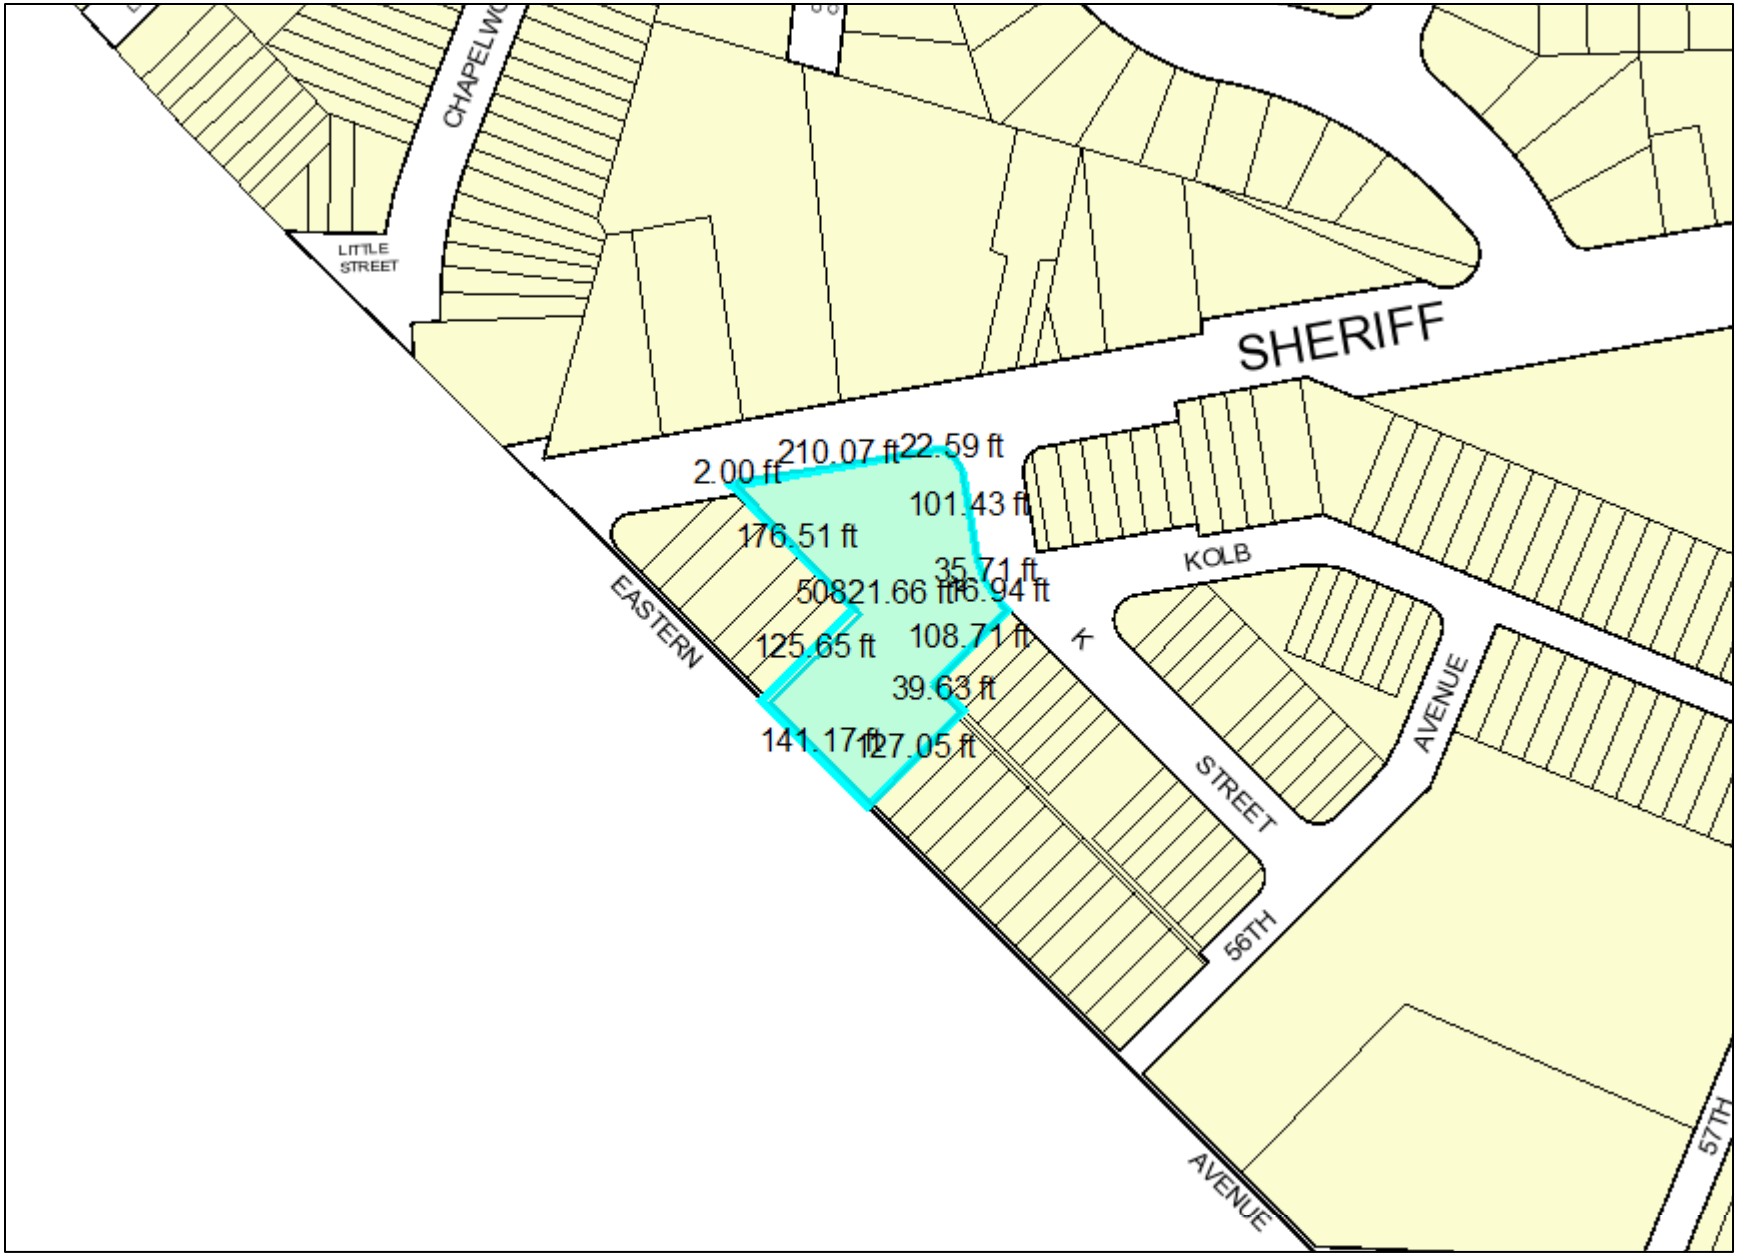 CHAPELWO
LITTLE
STREET
SHERIFF
210.07 ft
22.59 ft
2.00 ft
101.43 ft
176.51 ft
KOLB
35.71 ft
50821.66 ft²
16.94 ft
EASTERN
K
108.71 ft
125.65 ft
39.63 ft
AVENUE
141.17 ft
127.05 ft
STREET
56TH
57TH
AVENUE